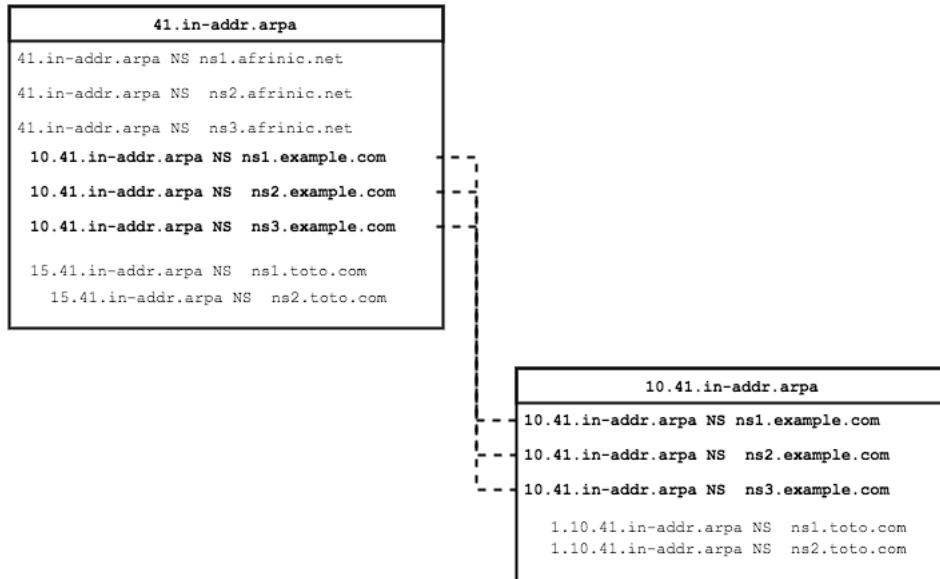 41.in-addr.arpa
41.in-addr.arpa NS ns1.afrinic.net
41.in-addr.arpa NS ns2.afrinic.net
41.in-addr.arpa NS ns3.afrinic.net
10.41.in-addr.arpa NS ns1.example.com
10.41.in-addr.arpa NS ns2.example.com
10.41.in-addr.arpa NS ns3.example.com
15.41.in-addr.arpa NS ns1.toto.com
15.41.in-addr.arpa NS ns2.toto.com
10.41.in-addr.arpa
10.41.in-addr.arpa NS ns1.example.com
10.41.in-addr.arpa NS ns2.example.com
10.41.in-addr.arpa NS ns3.example.com
1.10.41.in-addr.arpa NS ns1.toto.com
1.10.41.in-addr.arpa NS ns2.toto.com